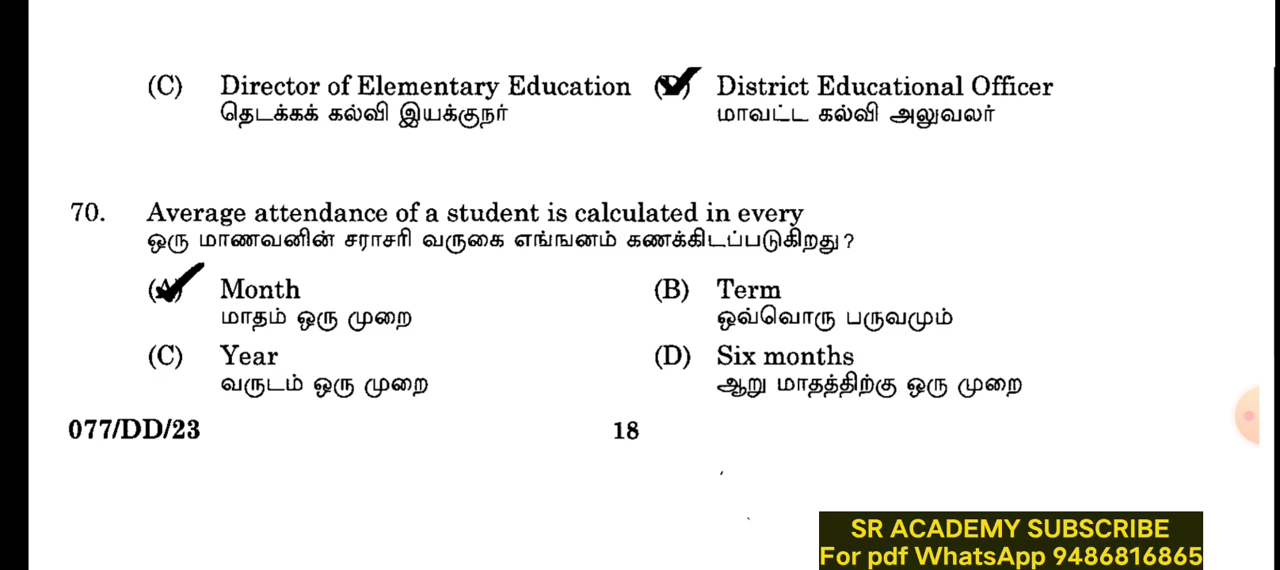 (C) Director of Elementary Education (D) District Educational Officer
தெடக்கக் கல்வி இயக்குநர் மாவட்ட கல்வி அலுவலர்
70. Average attendance of a student is calculated in every
ஒரு மாணவனின் சராசரி வருகை எங்ஙனம் கணக்கிடப்படுகிறது?
(A) Month (B) Term
மாதம் ஒரு முறை ஒவ்வொரு பருவமும்
(C) Year (D) Six months
வருடம் ஒரு முறை ஆறு மாதத்திற்கு ஒரு முறை
077/DD/23 18
SR ACADEMY SUBSCRIBE
For pdf WhatsApp 9486816865